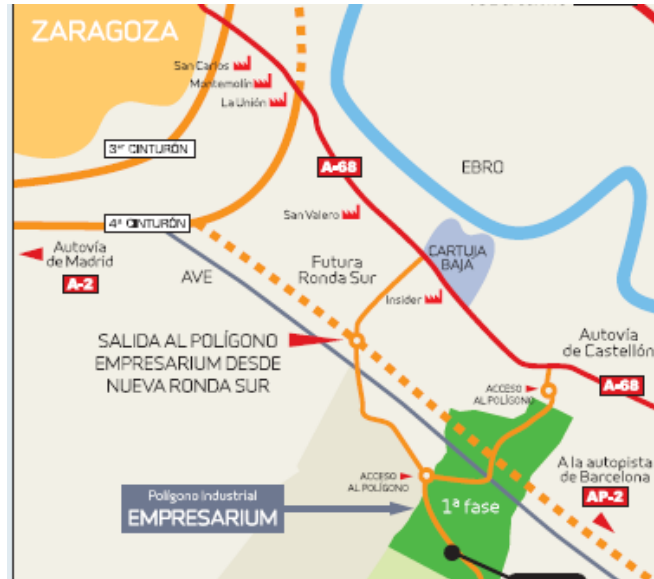 ZARAGOZA
San Carlos
Montemolín
La Unión
3er CINTURÓN
A-68
EBRO
4º CINTURÓN
San Valero
Autovía
de Madrid
A-2
AVE
Futura
Ronda Sur
CARTUJA
BAJA
Insider
SALIDA AL POLÍGONO
EMPRESARIUM DESDE
NUEVA RONDA SUR
Autovía
de Castellón
A-68
ACCESO
AL POLÍGONO
ACCESO
AL POLÍGONO
A la autopista
de Barcelona
AP-2
Polígono Industrial
EMPRESARIUM
1ª fase